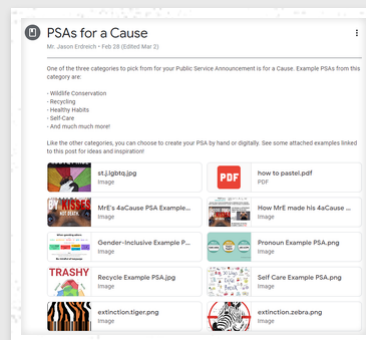 PSAs for a Cause
Mr. Jason Erdreich • Feb 28 (Edited Mar 2)
One of the three categories to pick from for your Public Service Announcement is for a Cause. Example PSAs from this
category are:
- Wildlife Conservation
- Recycling
- Healthy Habits
- Self-Care
- And much much more!
Like the other categories, you can choose to create your PSA by hand or digitally. See some attached examples linked
to this post for ideas and inspiration!
st.j.lgbtq.jpg
Image
PDF
how to pastel.pdf
PDF
KISSES
NOT DEATH
MrE's 4aCause PSA Example...
Image
How MrE made his 4aCause ...
Image
Gender-Inclusive Example P...
Image
Pronoun Example PSA.png
Image
TRASHY
Recycle Example PSA.jpg
Image
Self Care Example PSA.png
Image
extinction.tiger.png
Image
extinction.zebra.png
Image